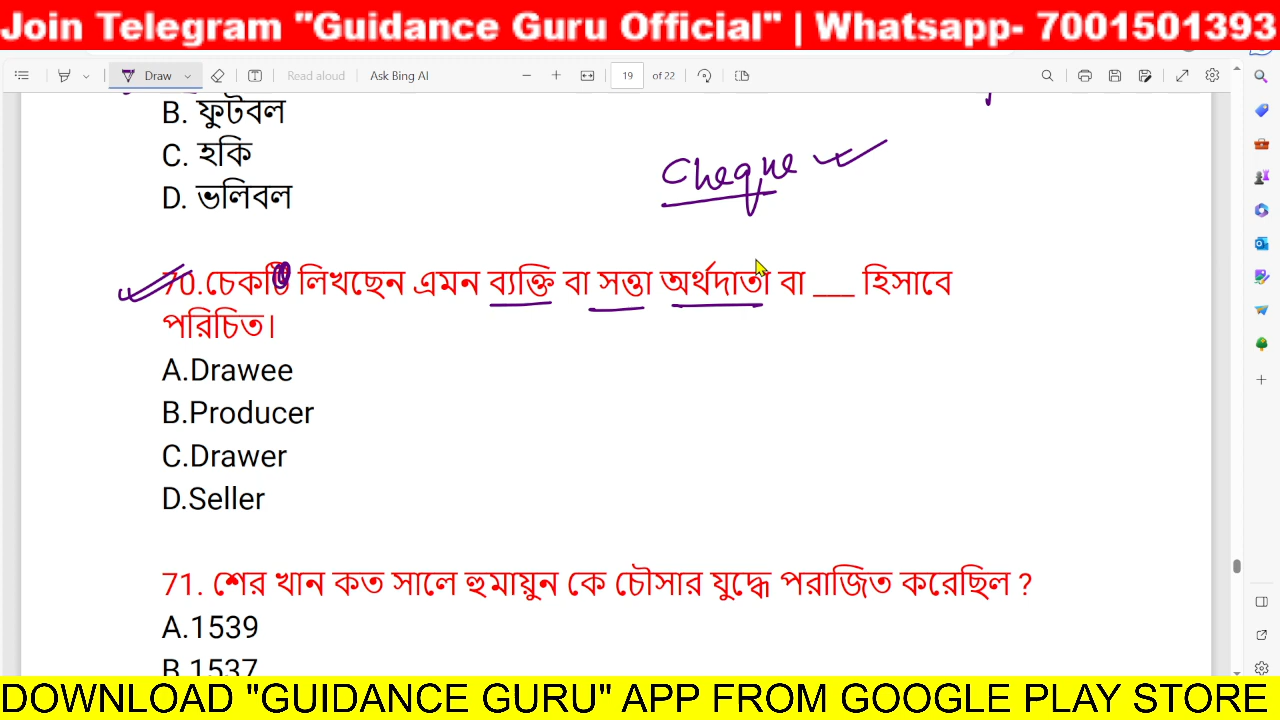 Join Telegram "Guidance Guru Official" | Whatsapp- 7001501393
Draw Read aloud Ask Bing AI 19 of 22
B. ফুটবল
C. হকি
D. ভলিবল
Cheque
70.চেকটি লিখছেন এমন ব্যক্তি বা সত্তা অর্থদাতা বা ___ হিসাবে
পরিচিত।
A.Drawee
B.Producer
C.Drawer
D.Seller
71. শের খান কত সালে হুমায়ুন কে চৌসার যুদ্ধে পরাজিত করেছিল ?
A.1539
B.1537
DOWNLOAD "GUIDANCE GURU" APP FROM GOOGLE PLAY STORE